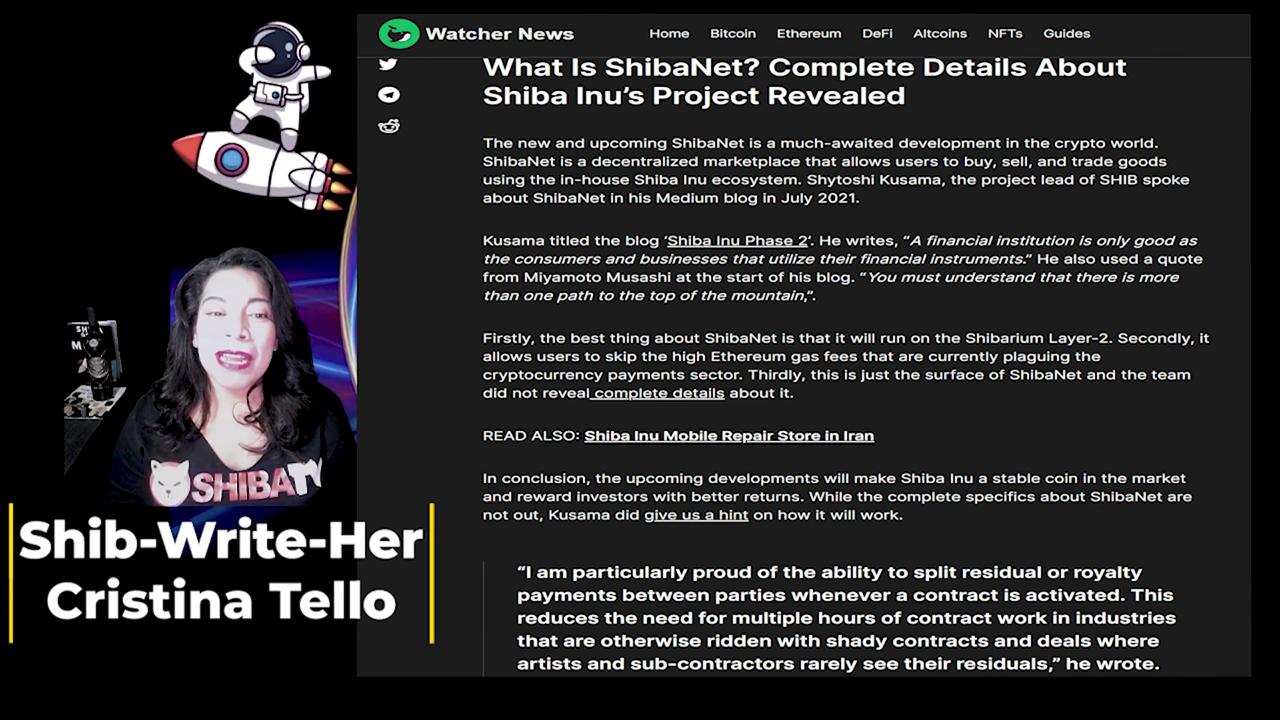 Watcher News
Home Bitcoin Ethereum DeFi Altcoins NFTs Guides
What Is ShibaNet? Complete Details About
Shiba Inu’s Project Revealed
The new and upcoming ShibaNet is a much-awaited development in the crypto world.
ShibaNet is a decentralized marketplace that allows users to buy, sell, and trade goods
using the in-house Shiba Inu ecosystem. Shytoshi Kusama, the project lead of SHIB spoke
about ShibaNet in his Medium blog in July 2021.
Kusama titled the blog ‘Shiba Inu Phase 2’. He writes, “A financial institution is only good as
the consumers and businesses that utilize their financial instruments.” He also used a quote
from Miyamoto Musashi at the start of his blog. “You must understand that there is more
than one path to the top of the mountain,”.
Firstly, the best thing about ShibaNet is that it will run on the Shibarium Layer-2. Secondly, it
allows users to skip the high Ethereum gas fees that are currently plaguing the
cryptocurrency payments sector. Thirdly, this is just the surface of ShibaNet and the team
did not reveal complete details about it.
READ ALSO: Shiba Inu Mobile Repair Store in Iran
In conclusion, the upcoming developments will make Shiba Inu a stable coin in the market
and reward investors with better returns. While the complete specifics about ShibaNet are
not out, Kusama did give us a hint on how it will work.
“I am particularly proud of the ability to split residual or royalty
payments between parties whenever a contract is activated. This
reduces the need for multiple hours of contract work in industries
that are otherwise ridden with shady contracts and deals where
artists and sub-contractors rarely see their residuals,” he wrote.
SHIBATV
Shib-Write-Her
Cristina Tello